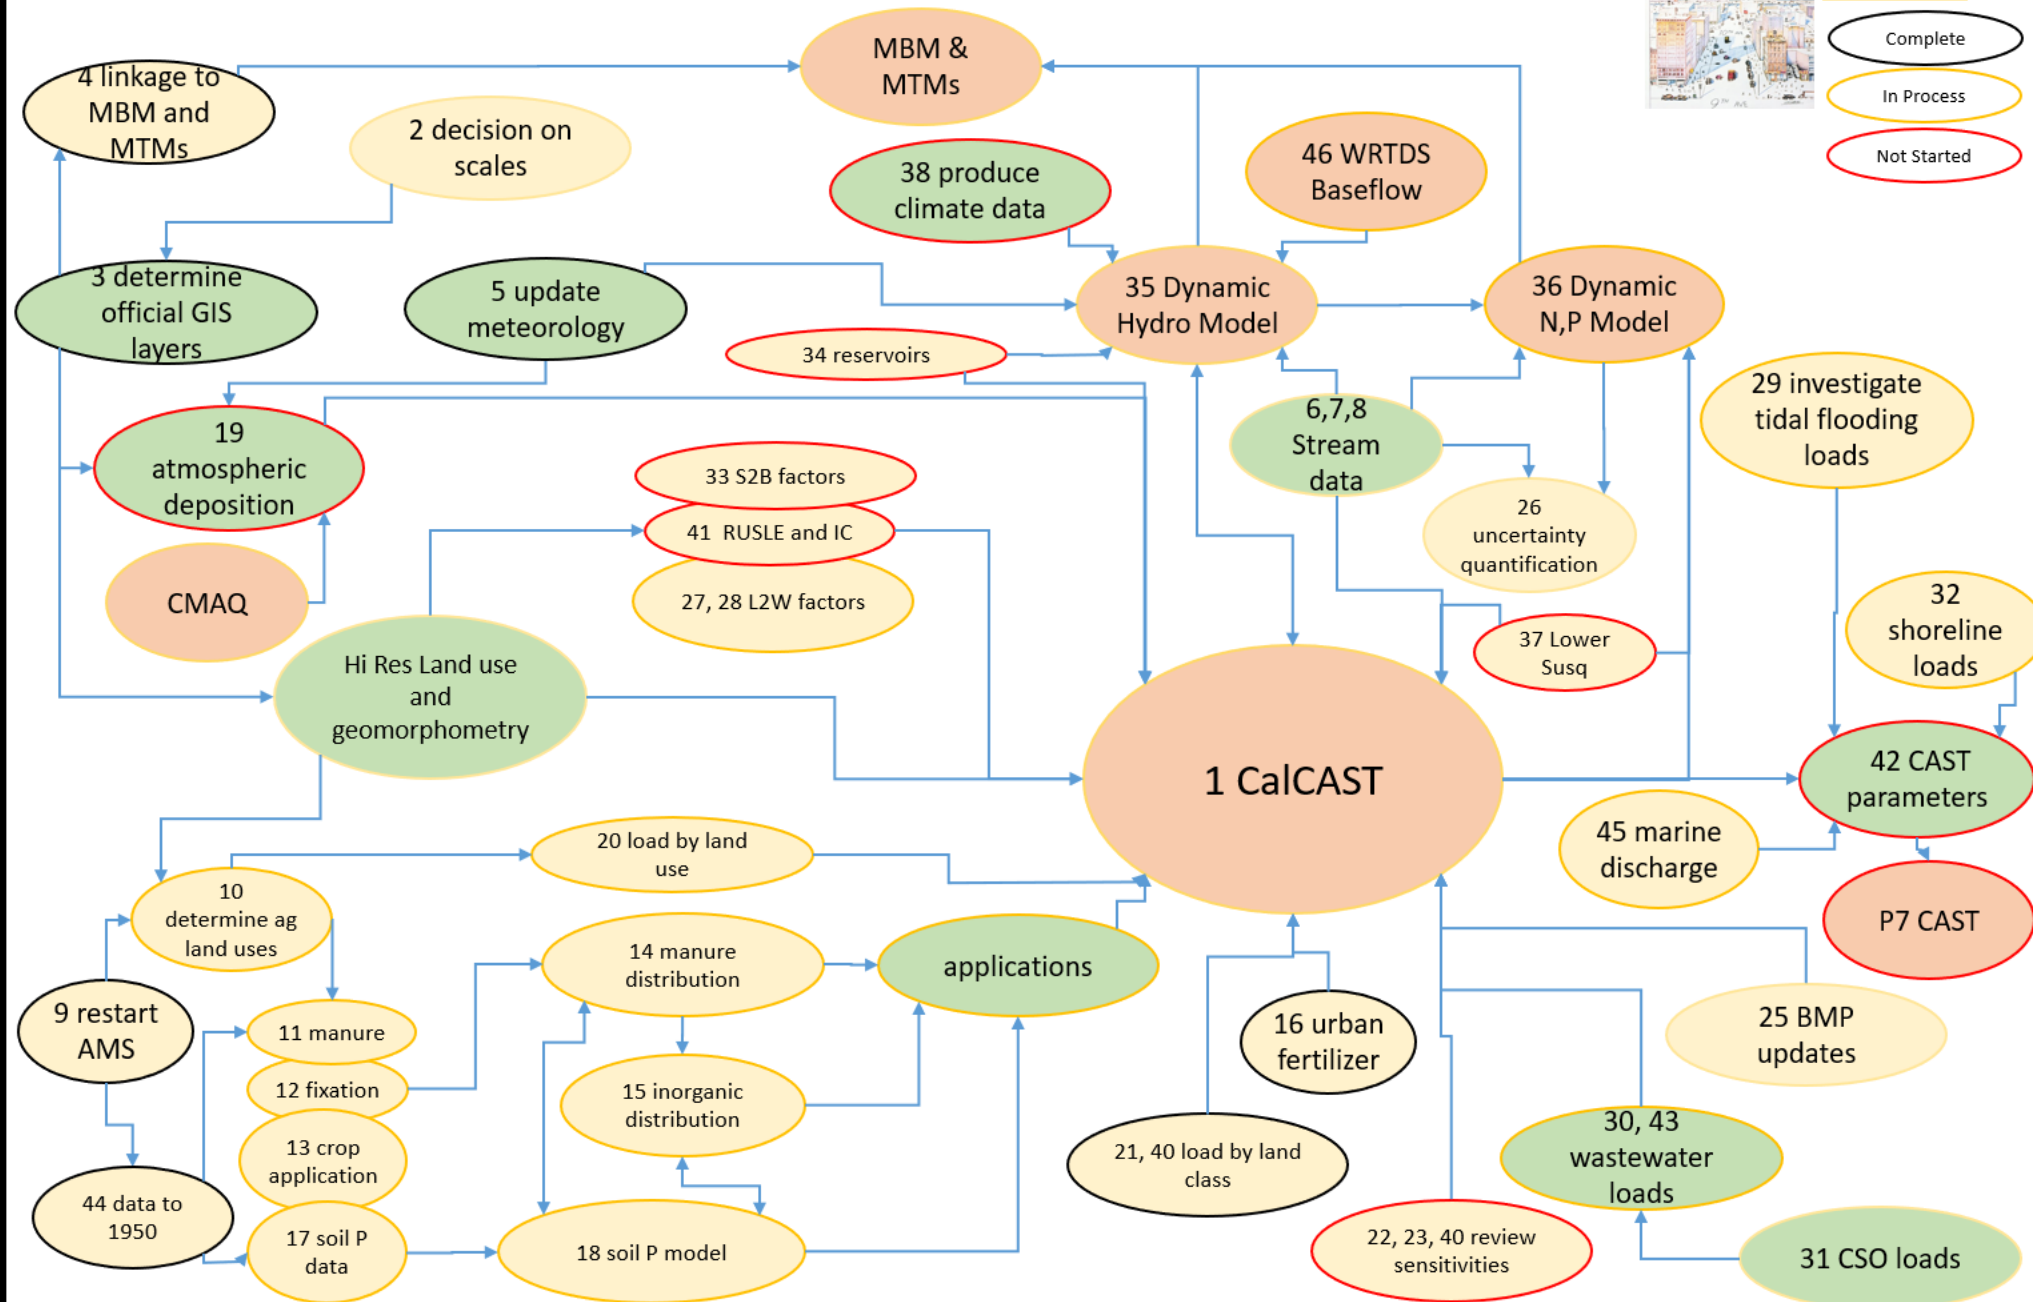 MBM &
MTMs
Complete
In Process
Not Started
9TH AVE
4 linkage to
MBM and
MTMs
2 decision on
scales
38 produce
climate data
46 WRTDS
Baseflow
3 determine
official GIS
layers
5 update
meteorology
35 Dynamic
Hydro Model
36 Dynamic
N,P Model
34 reservoirs
29 investigate
tidal flooding
loads
6,7,8
Stream
data
19
atmospheric
deposition
33 S2B factors
41 RUSLE and IC
27, 28 L2W factors
26
uncertainty
quantification
CMAQ
32
shoreline
loads
37 Lower
Susq
Hi Res Land use
and
geomorphometry
1 CalCAST
42 CAST
parameters
45 marine
discharge
20 load by land
use
P7 CAST
10
determine ag
land uses
14 manure
distribution
applications
9 restart
AMS
11 manure
12 fixation
13 crop
application
15 inorganic
distribution
16 urban
fertilizer
25 BMP
updates
44 data to
1950
17 soil P
data
18 soil P model
21, 40 load by land
class
30, 43
wastewater
loads
22, 23, 40 review
sensitivities
31 CSO loads